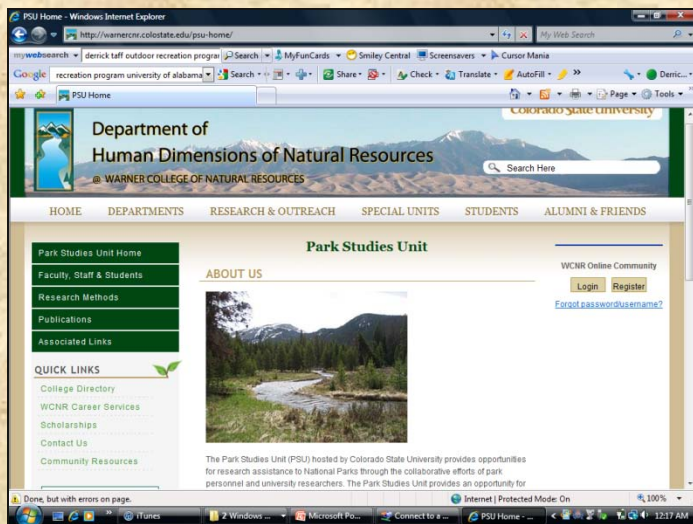 PSU Home - Windows Internet Explorer
http://warnercnr.colostate.edu/psu-home/
My Web Search
mywebsearch
derrick taff outdoor recreation progran
Search
MyFunCards
Smiley Central
Screensavers
Cursor Mania
Google
recreation program university of alabama
Search
Share
Check
Translate
AutoFill
Derric...
PSU Home
Page
Tools
Colorado State University
Department of
Human Dimensions of Natural Resources
@ WARNER COLLEGE OF NATURAL RESOURCES
Search Here
HOME DEPARTMENTS RESEARCH & OUTREACH SPECIAL UNITS STUDENTS ALUMNI & FRIENDS
Park Studies Unit Home
Faculty, Staff & Students
Research Methods
Publications
Associated Links
QUICK LINKS
College Directory
WCNR Career Services
Scholarships
Contact Us
Community Resources
Park Studies Unit
ABOUT US
The Park Studies Unit (PSU) hosted by Colorado State University provides opportunities
for research assistance to National Parks through the collaborative efforts of park
personnel and university researchers. The Park Studies Unit provides an opportunity for
WCNR Online Community
Login Register
Forgot password/username?
Done, but with errors on page.
Internet | Protected Mode: On
100%
iTunes
2 Windows ...
Microsoft Po...
Connect to a ...
PSU Home - ...
12:17 AM